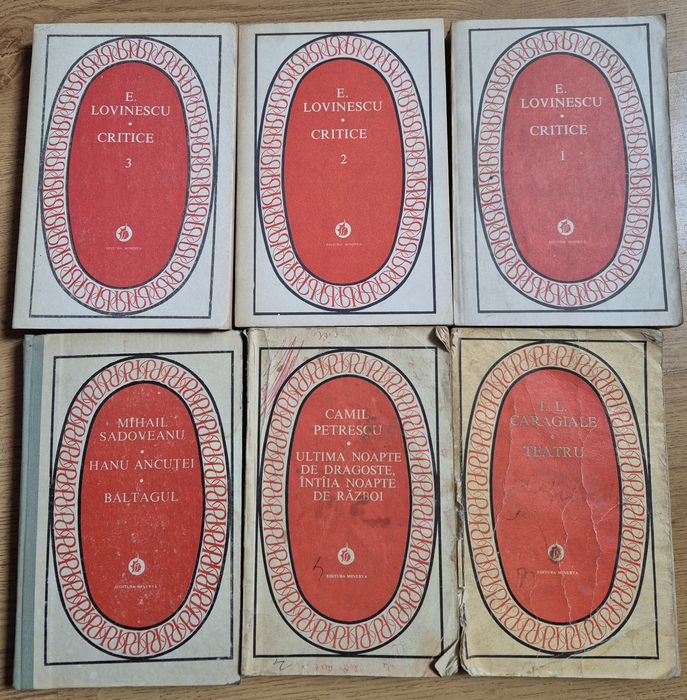 E.
LOVINESCU
•
CRITICE
3
EDITURA MINERVA
E.
LOVINESCU
•
CRITICE
2
EDITURA MINERVA
E.
LOVINESCU
•
CRITICE
1
EDITURA MINERVA
MIHAIL
SADOVEANU
•
HANU ANCUȚEI
•
BALTAGUL
EDITURA MINERVA
CAMIL
PETRESCU
•
ULTIMA NOAPTE
DE DRAGOSTE,
ÎNTÎIA NOAPTE
DE RĂZBOI
EDITURA MINERVA
I. L.
CARAGIALE
•
TEATRU
EDITURA MINERVA